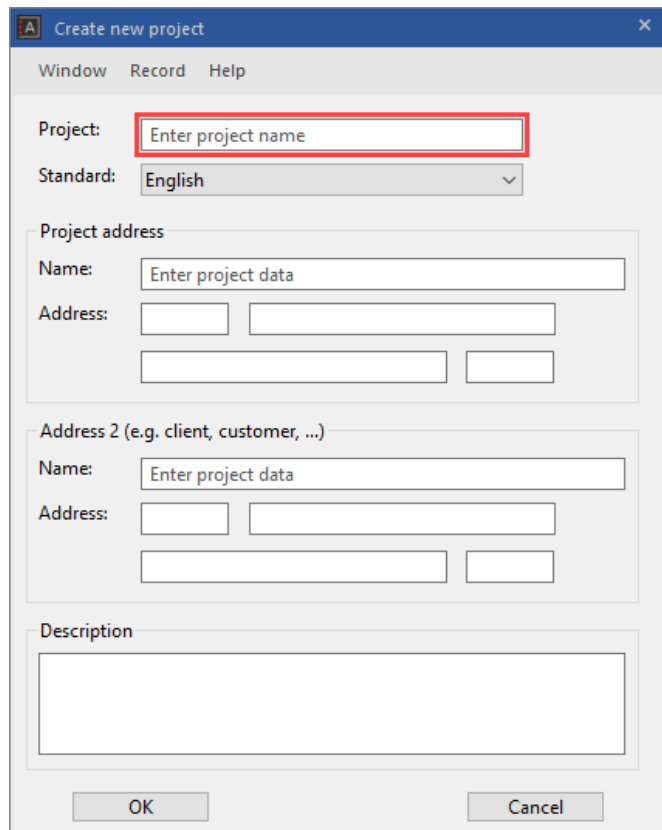 A Create new project ×
Window Record Help
Project: Enter project name
Standard: English
Project address
Name: Enter project data
Address:
Address 2 (e.g. client, customer, ...)
Name: Enter project data
Address:
Description
OK Cancel